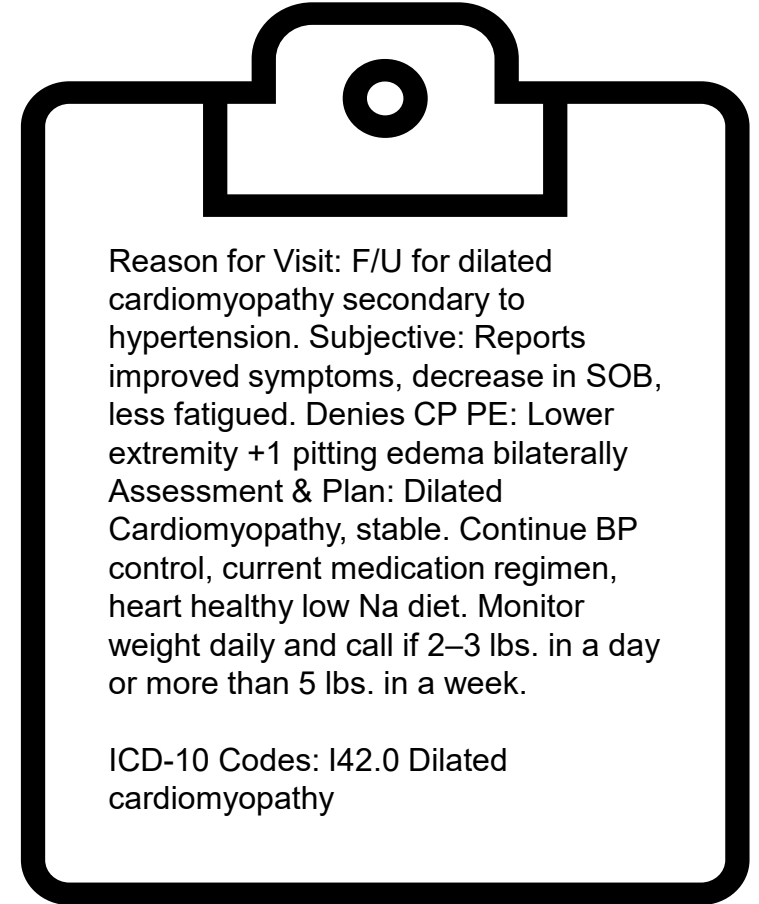 Reason for Visit: F/U for dilated
cardiomyopathy secondary to
hypertension. Subjective: Reports
improved symptoms, decrease in SOB,
less fatigued. Denies CP PE: Lower
extremity +1 pitting edema bilaterally
Assessment & Plan: Dilated
Cardiomyopathy, stable. Continue BP
control, current medication regimen,
heart healthy low Na diet. Monitor
weight daily and call if 2–3 lbs. in a day
or more than 5 lbs. in a week.
ICD-10 Codes: I42.0 Dilated
cardiomyopathy